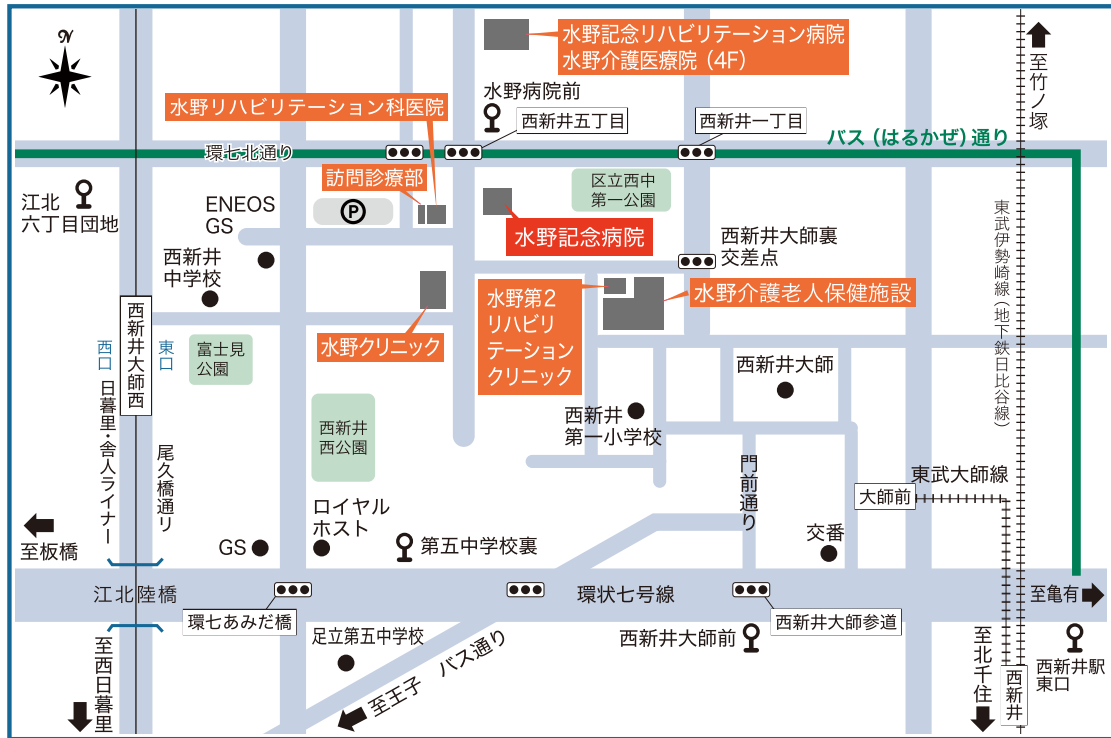 N
水野記念リハビリテーション病院
水野介護医療院（4F）
至竹ノ塚
水野病院前
水野リハビリテーション科医院
西新井五丁目
西新井一丁目
バス（はるかぜ）通り
環七北通り
訪問診療部
区立西中
第一公園
江北
六丁目団地
ENEOS
GS
P
水野記念病院
西新井大師裏
交差点
東武伊勢崎線（地下鉄日比谷線）
西新井
中学校
水野第2
リハビリ
テーション
クリニック
水野介護老人保健施設
西新井大師西
西口
東口
富士見
公園
水野クリニック
西新井大師
日暮里・舎人ライナー
尾久橋通り
西新井
西公園
西新井
第一小学校
門前通り
東武大師線
大師前
ロイヤル
ホスト
至板橋
GS
第五中学校裏
交番
江北陸橋
環状七号線
至亀有
環七あみだ橋
足立第五中学校
バス通り
西新井大師前
西新井大師参道
至西日暮里
至王子
至北千住
西新井
西新井駅
東口